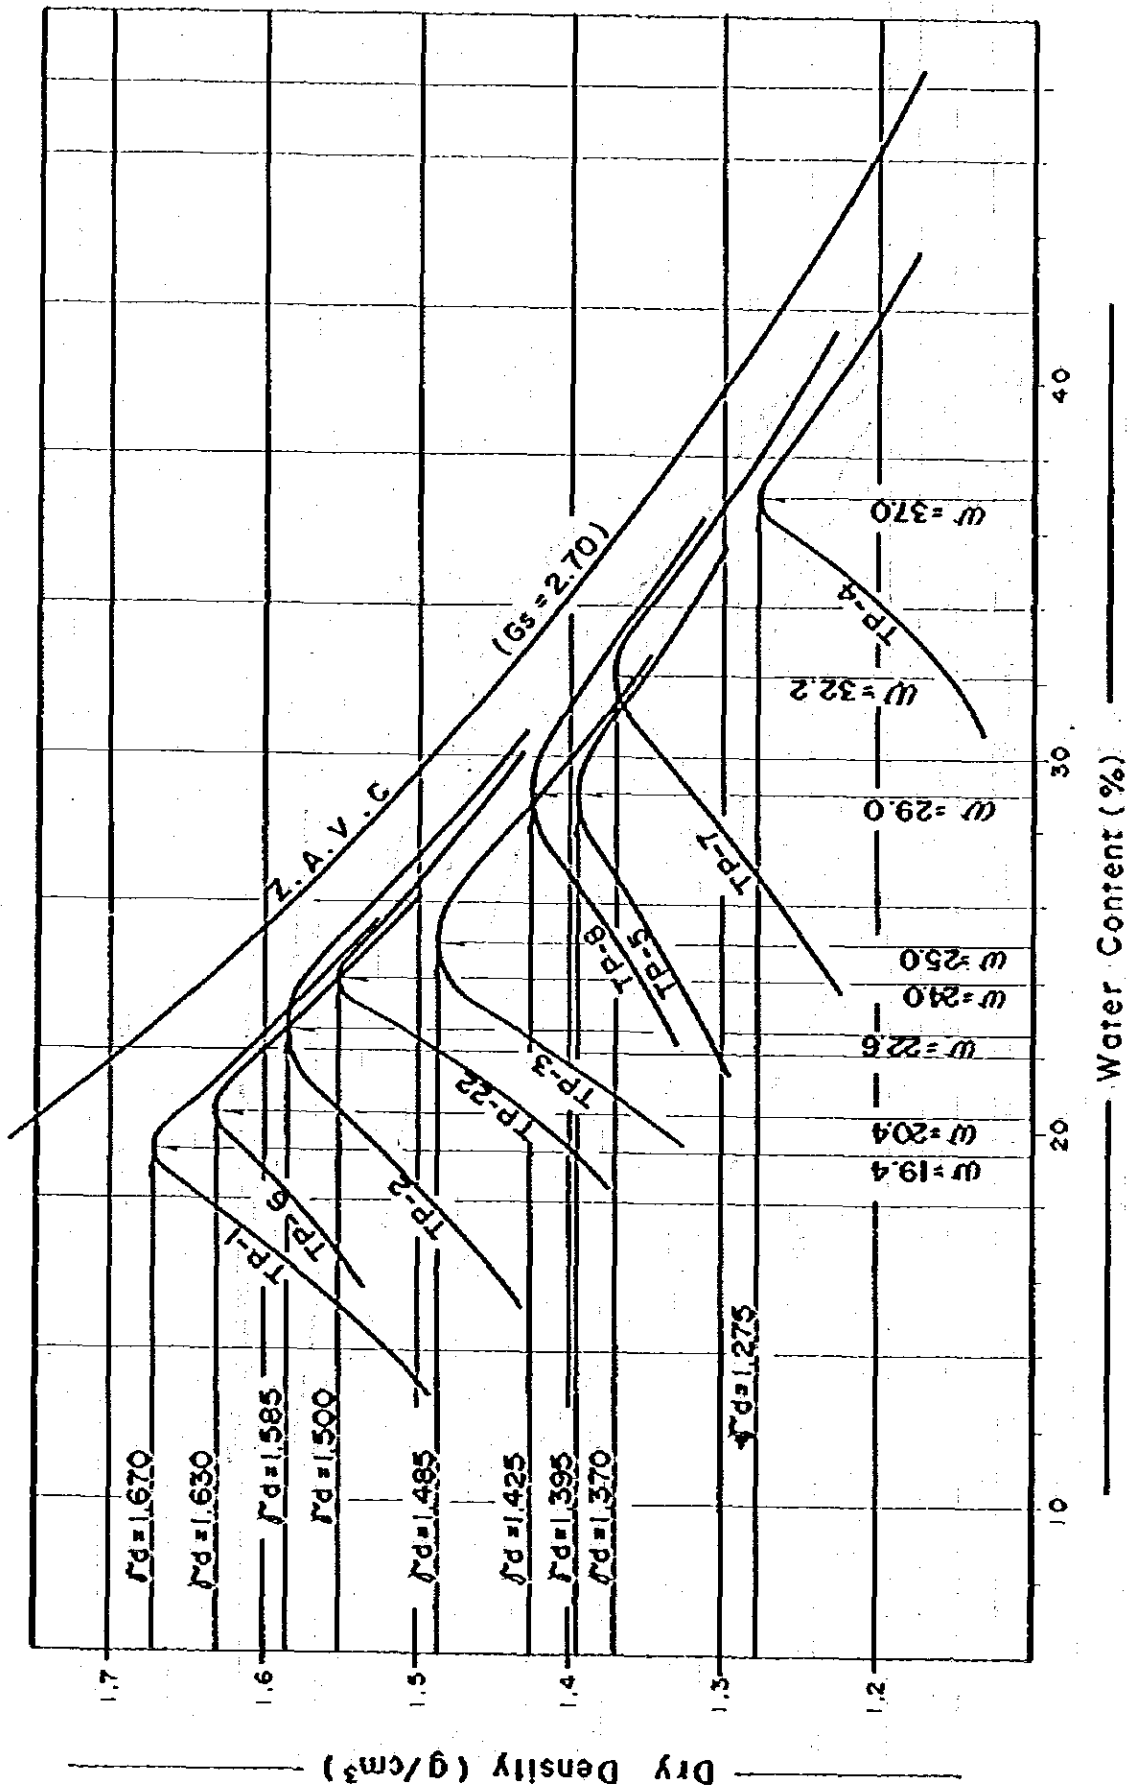 Dry Density (g/cm³)
1.7
1.6
1.5
1.4
1.3
1.2
γd=1.670
γd=1.630
γd=1.585
γd=1.500
γd=1.485
γd=1.425
γd=1.395
γd=1.370
γd=1.275
Z.A.V.C
(Gs=2.70)
TP-1
TP-6
TP-2
TP-22
TP-3
TP-8
TP-5
TP-7
TP-4
W=19.4
W=20.4
W=22.6
W=24.0
W=25.0
W=29.0
W=32.2
W=37.0
10
20
30
40
Water Content (%)